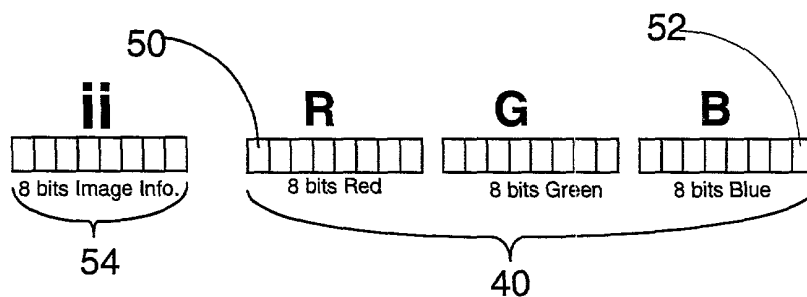 50
52
ii
R
G
B
8 bits Image Info.
8 bits Red
8 bits Green
8 bits Blue
54
40